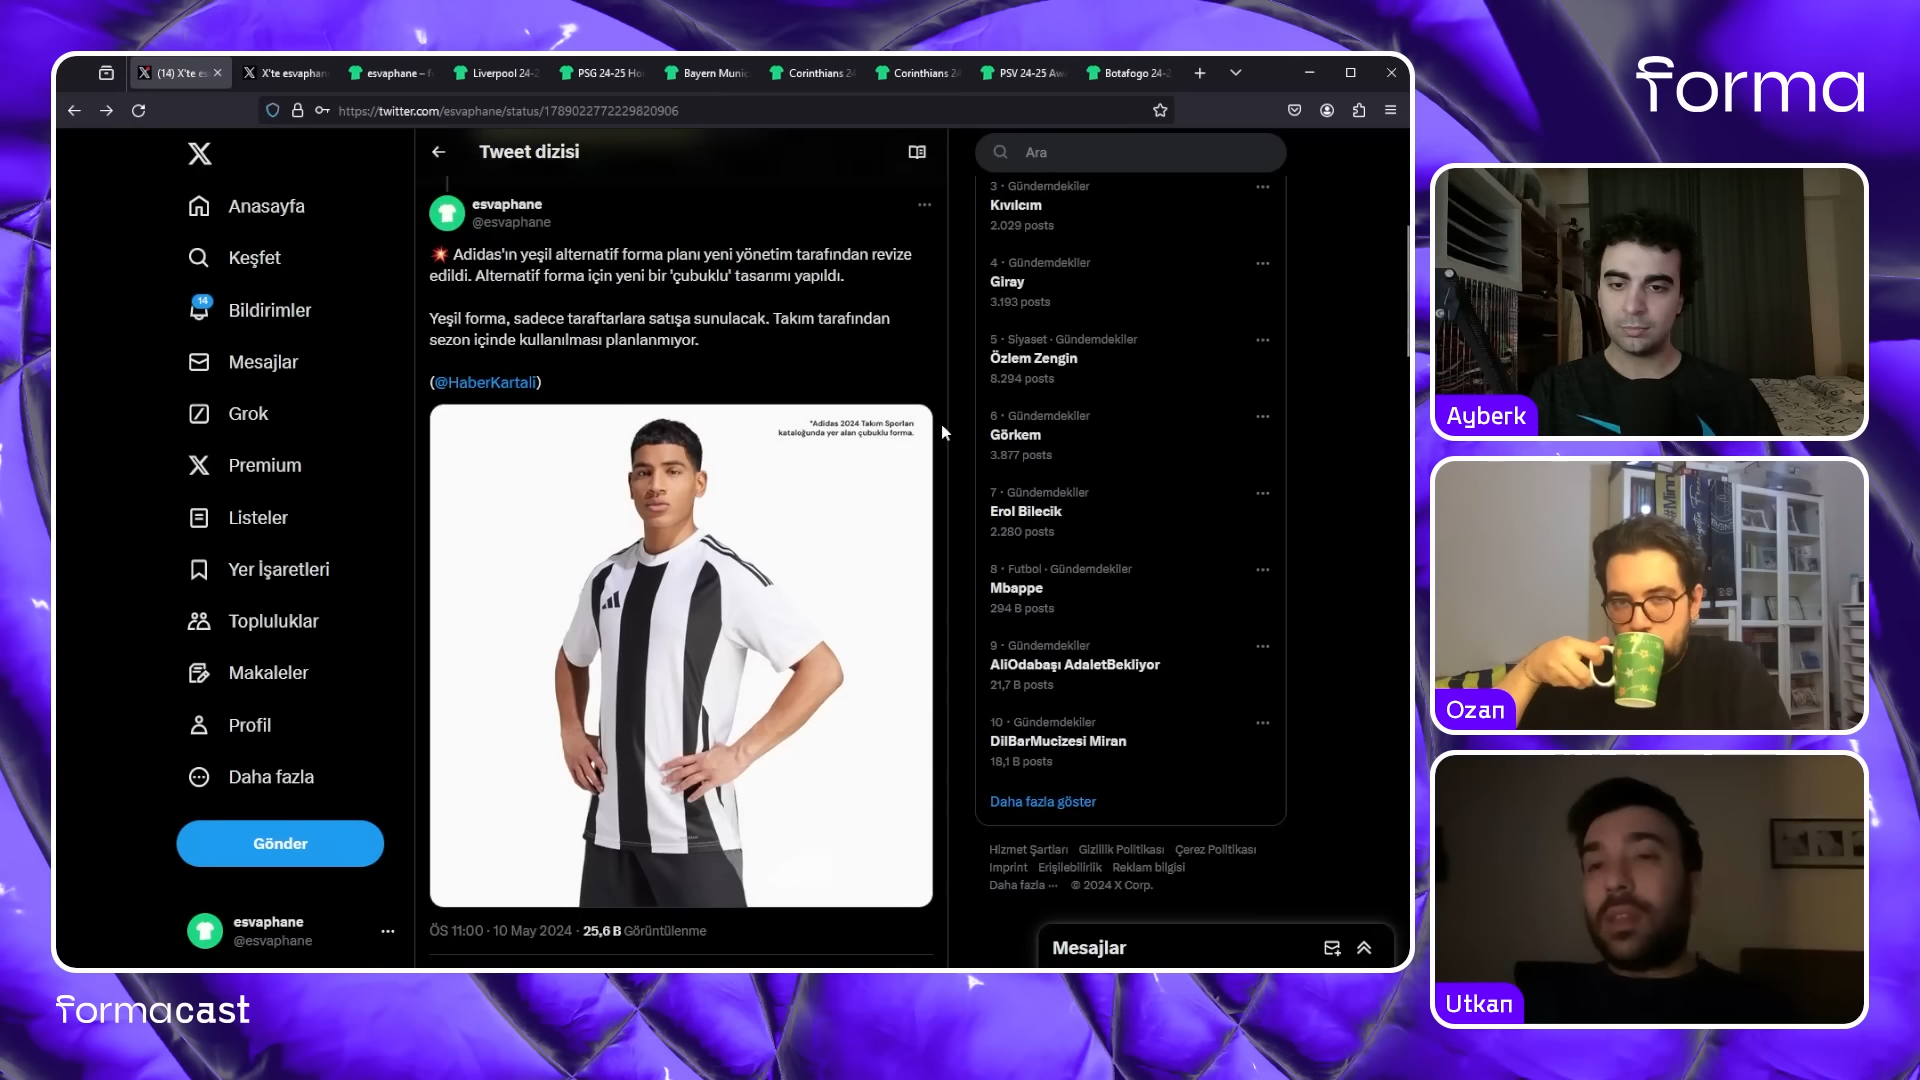 forma
(14) X'te es
X'te esvaphan
esvaphane – f
Liverpool 24-2
PSG 24-25 Ho
Bayern Munic
Corinthians 24
Corinthians 24
PSV 24-25 Aw
Botafogo 24-2
https://twitter.com/esvaphane/status/1789022772229820906
Anasayfa
Keşfet
14
Bildirimler
Mesajlar
Grok
Premium
Listeler
Yer İşaretleri
Topluluklar
Makaleler
Profil
Daha fazla
Gönder
esvaphane
@esvaphane
Tweet dizisi
esvaphane
@esvaphane
💥 Adidas'ın yeşil alternatif forma planı yeni yönetim tarafından revize
edildi. Alternatif forma için yeni bir 'çubuklu' tasarımı yapıldı.
Yeşil forma, sadece taraftarlara satışa sunulacak. Takım tarafından
sezon içinde kullanılması planlanmıyor.
(@HaberKartali)
*Adidas 2024 Takım Sporları
kataloğunda yer alan çubuklu forma.
ÖS 11:00 · 10 May 2024 · 25,6 B Görüntülenme
Ara
3 · Gündemdekiler
Kıvılcım
2.029 posts
4 · Gündemdekiler
Giray
3.193 posts
5 · Siyaset · Gündemdekiler
Özlem Zengin
8.294 posts
6 · Gündemdekiler
Görkem
3.877 posts
7 · Gündemdekiler
Erol Bilecik
2.280 posts
8 · Futbol · Gündemdekiler
Mbappe
294 B posts
9 · Gündemdekiler
AliOdabaşı AdaletBekliyor
21,7 B posts
10 · Gündemdekiler
DilBarMucizesi Miran
18,1 B posts
Daha fazla göster
Hizmet Şartları Gizlilik Politikası Çerez Politikası
Imprint Erişilebilirlik Reklam bilgisi
Daha fazla ··· © 2024 X Corp.
Mesajlar
Ayberk
Ozan
Utkan
formacast